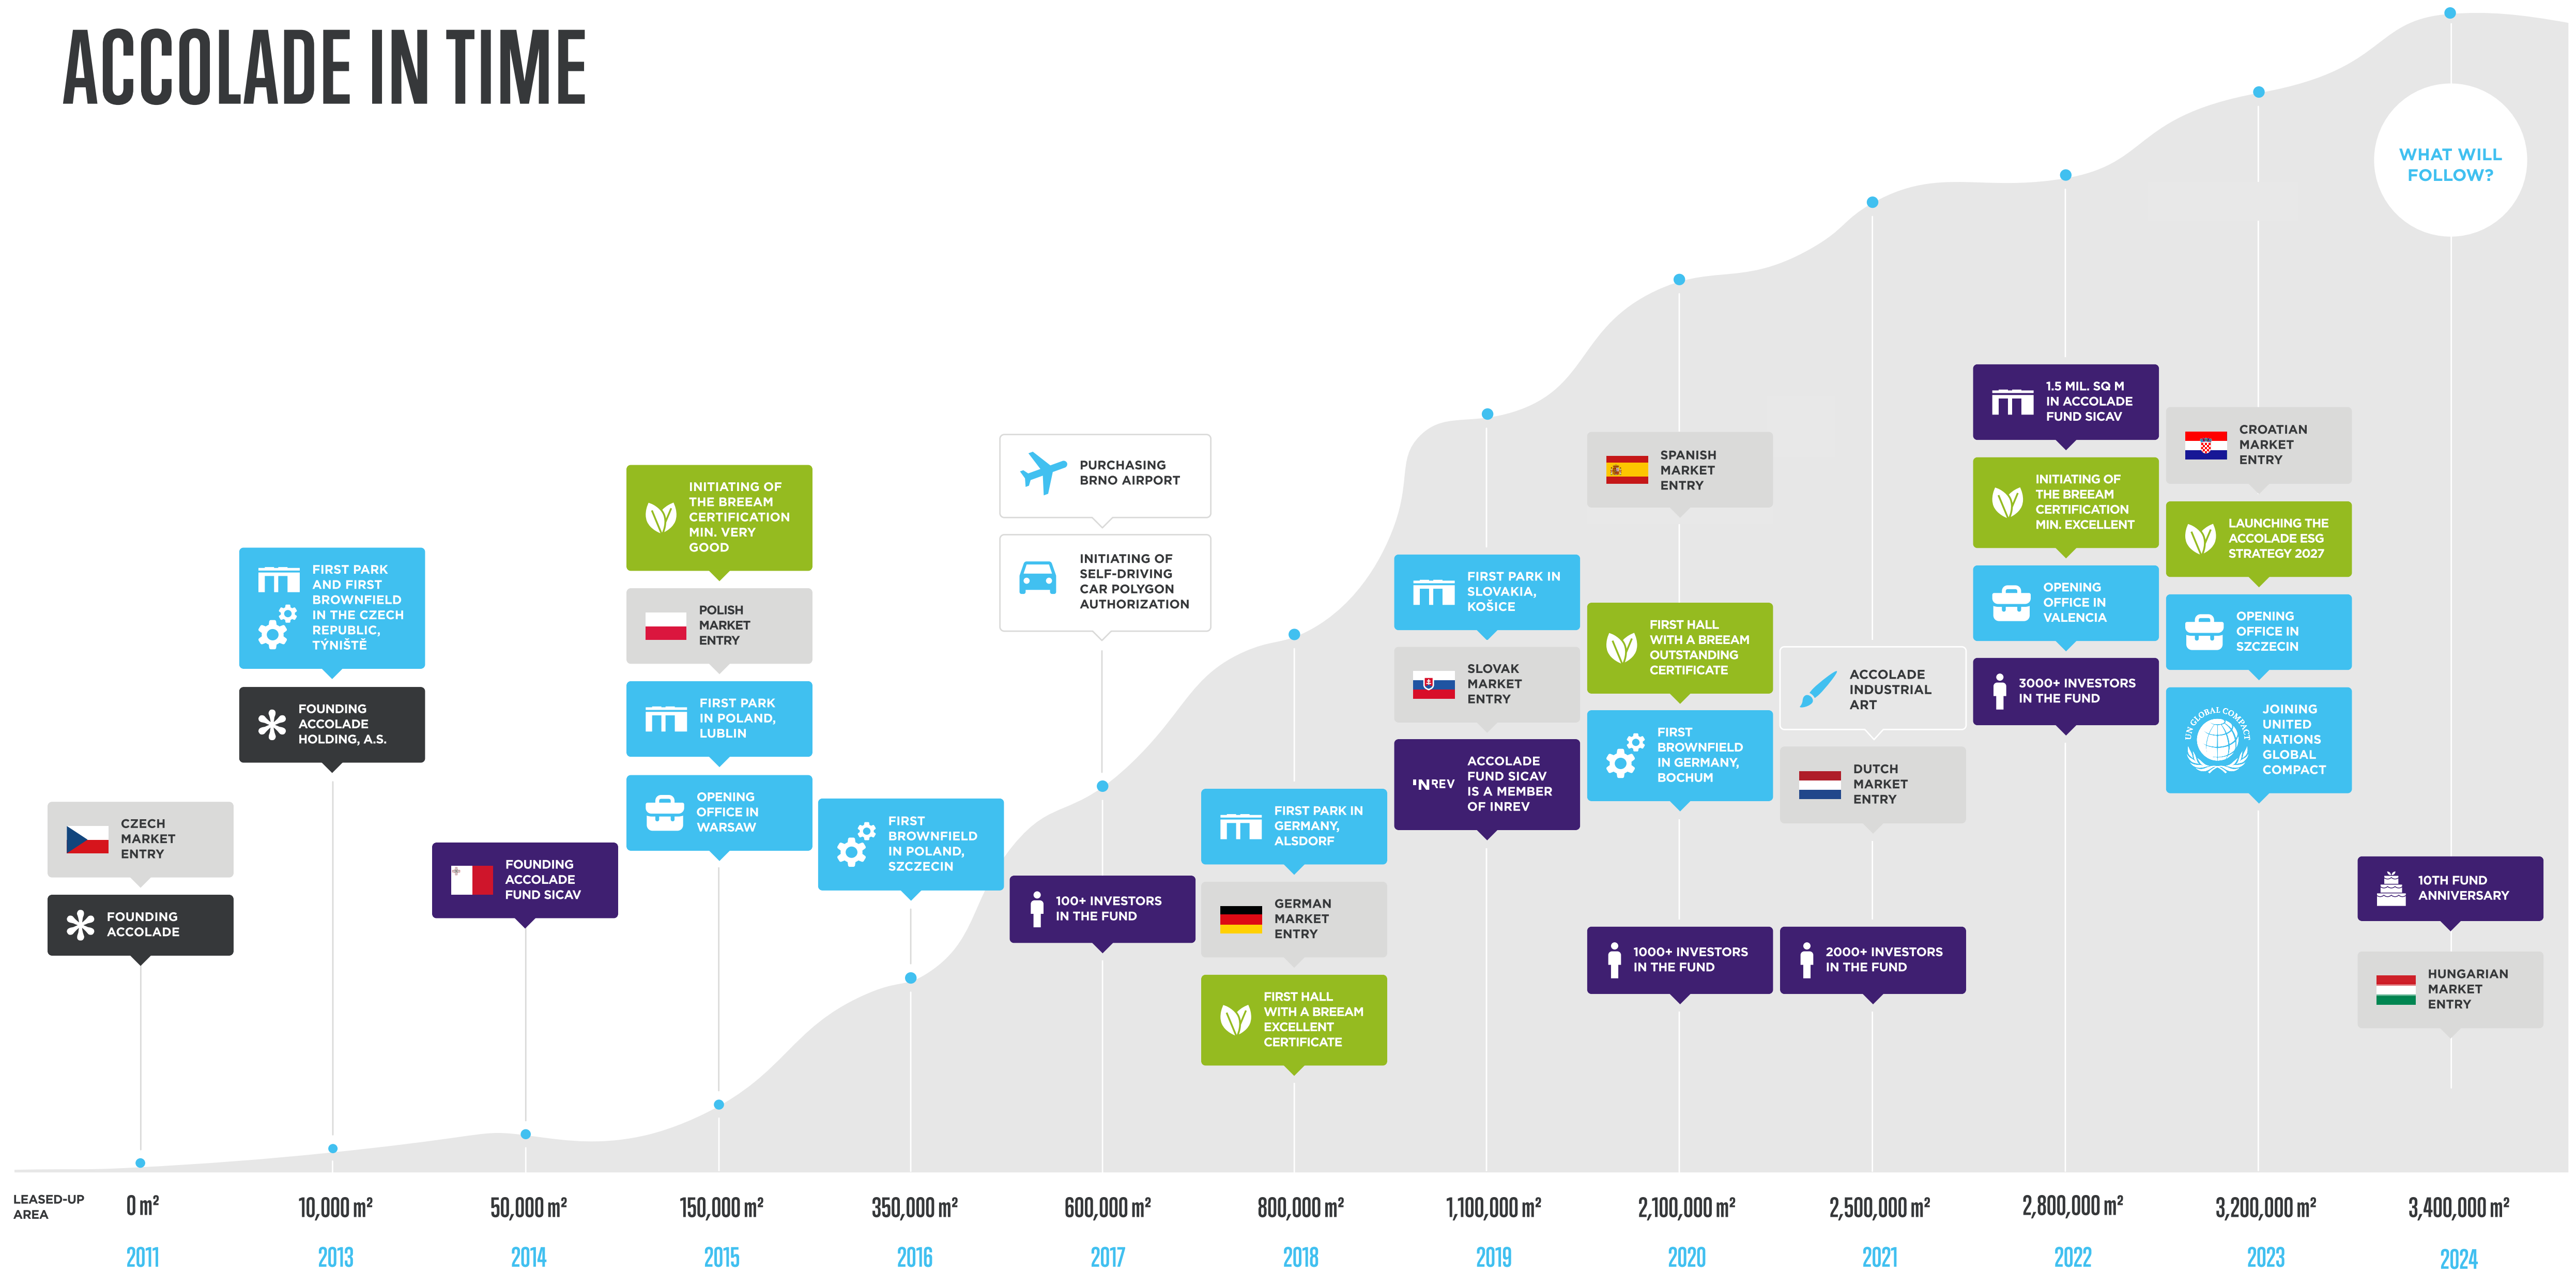 ACCOLADE IN TIME
WHAT WILL
FOLLOW?
CZECH
MARKET
ENTRY
FOUNDING
ACCOLADE
FIRST PARK
AND FIRST
BROWNFIELD
IN THE CZECH
REPUBLIC,
TÝNIŠTĚ
FOUNDING
ACCOLADE
HOLDING, A.S.
FOUNDING
ACCOLADE
FUND SICAV
INITIATING OF
THE BREEAM
CERTIFICATION
MIN. VERY
GOOD
POLISH
MARKET
ENTRY
FIRST PARK
IN POLAND,
LUBLIN
OPENING
OFFICE IN
WARSAW
FIRST
BROWNFIELD
IN POLAND,
SZCZECIN
PURCHASING
BRNO AIRPORT
INITIATING OF
SELF-DRIVING
CAR POLYGON
AUTHORIZATION
100+ INVESTORS
IN THE FUND
FIRST PARK IN
GERMANY,
ALSDORF
GERMAN
MARKET
ENTRY
FIRST HALL
WITH A BREEAM
EXCELLENT
CERTIFICATE
FIRST PARK IN
SLOVAKIA,
KOŠICE
SLOVAK
MARKET
ENTRY
INREV
ACCOLADE
FUND SICAV
IS A MEMBER
OF INREV
SPANISH
MARKET
ENTRY
FIRST HALL
WITH A BREEAM
OUTSTANDING
CERTIFICATE
FIRST
BROWNFIELD
IN GERMANY,
BOCHUM
1000+ INVESTORS
IN THE FUND
ACCOLADE
INDUSTRIAL
ART
DUTCH
MARKET
ENTRY
2000+ INVESTORS
IN THE FUND
1.5 MIL. SQ M
IN ACCOLADE
FUND SICAV
INITIATING OF
THE BREEAM
CERTIFICATION
MIN. EXCELLENT
OPENING
OFFICE IN
VALENCIA
3000+ INVESTORS
IN THE FUND
CROATIAN
MARKET
ENTRY
LAUNCHING THE
ACCOLADE ESG
STRATEGY 2027
OPENING
OFFICE IN
SZCZECIN
UN GLOBAL COMPACT
JOINING
UNITED
NATIONS
GLOBAL
COMPACT
10TH FUND
ANNIVERSARY
HUNGARIAN
MARKET
ENTRY
LEASED-UP
AREA
0 m² 10,000 m² 50,000 m² 150,000 m² 350,000 m² 600,000 m² 800,000 m² 1,100,000 m² 2,100,000 m² 2,500,000 m² 2,800,000 m² 3,200,000 m² 3,400,000 m²
2011 2013 2014 2015 2016 2017 2018 2019 2020 2021 2022 2023 2024